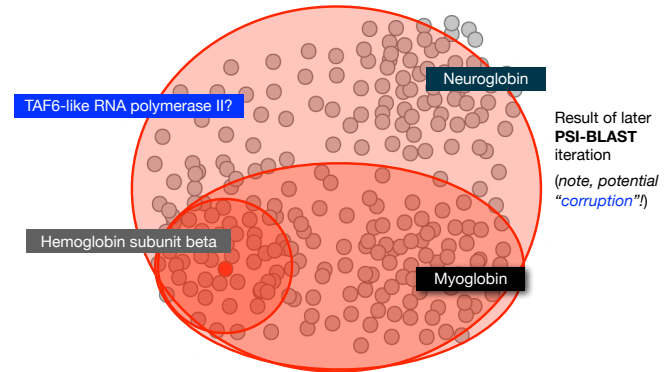 Neuroglobin
TAF6-like RNA polymerase II?
Result of later
PSI-BLAST
iteration
(note, potential
“corruption”!)
Hemoglobin subunit beta
Myoglobin